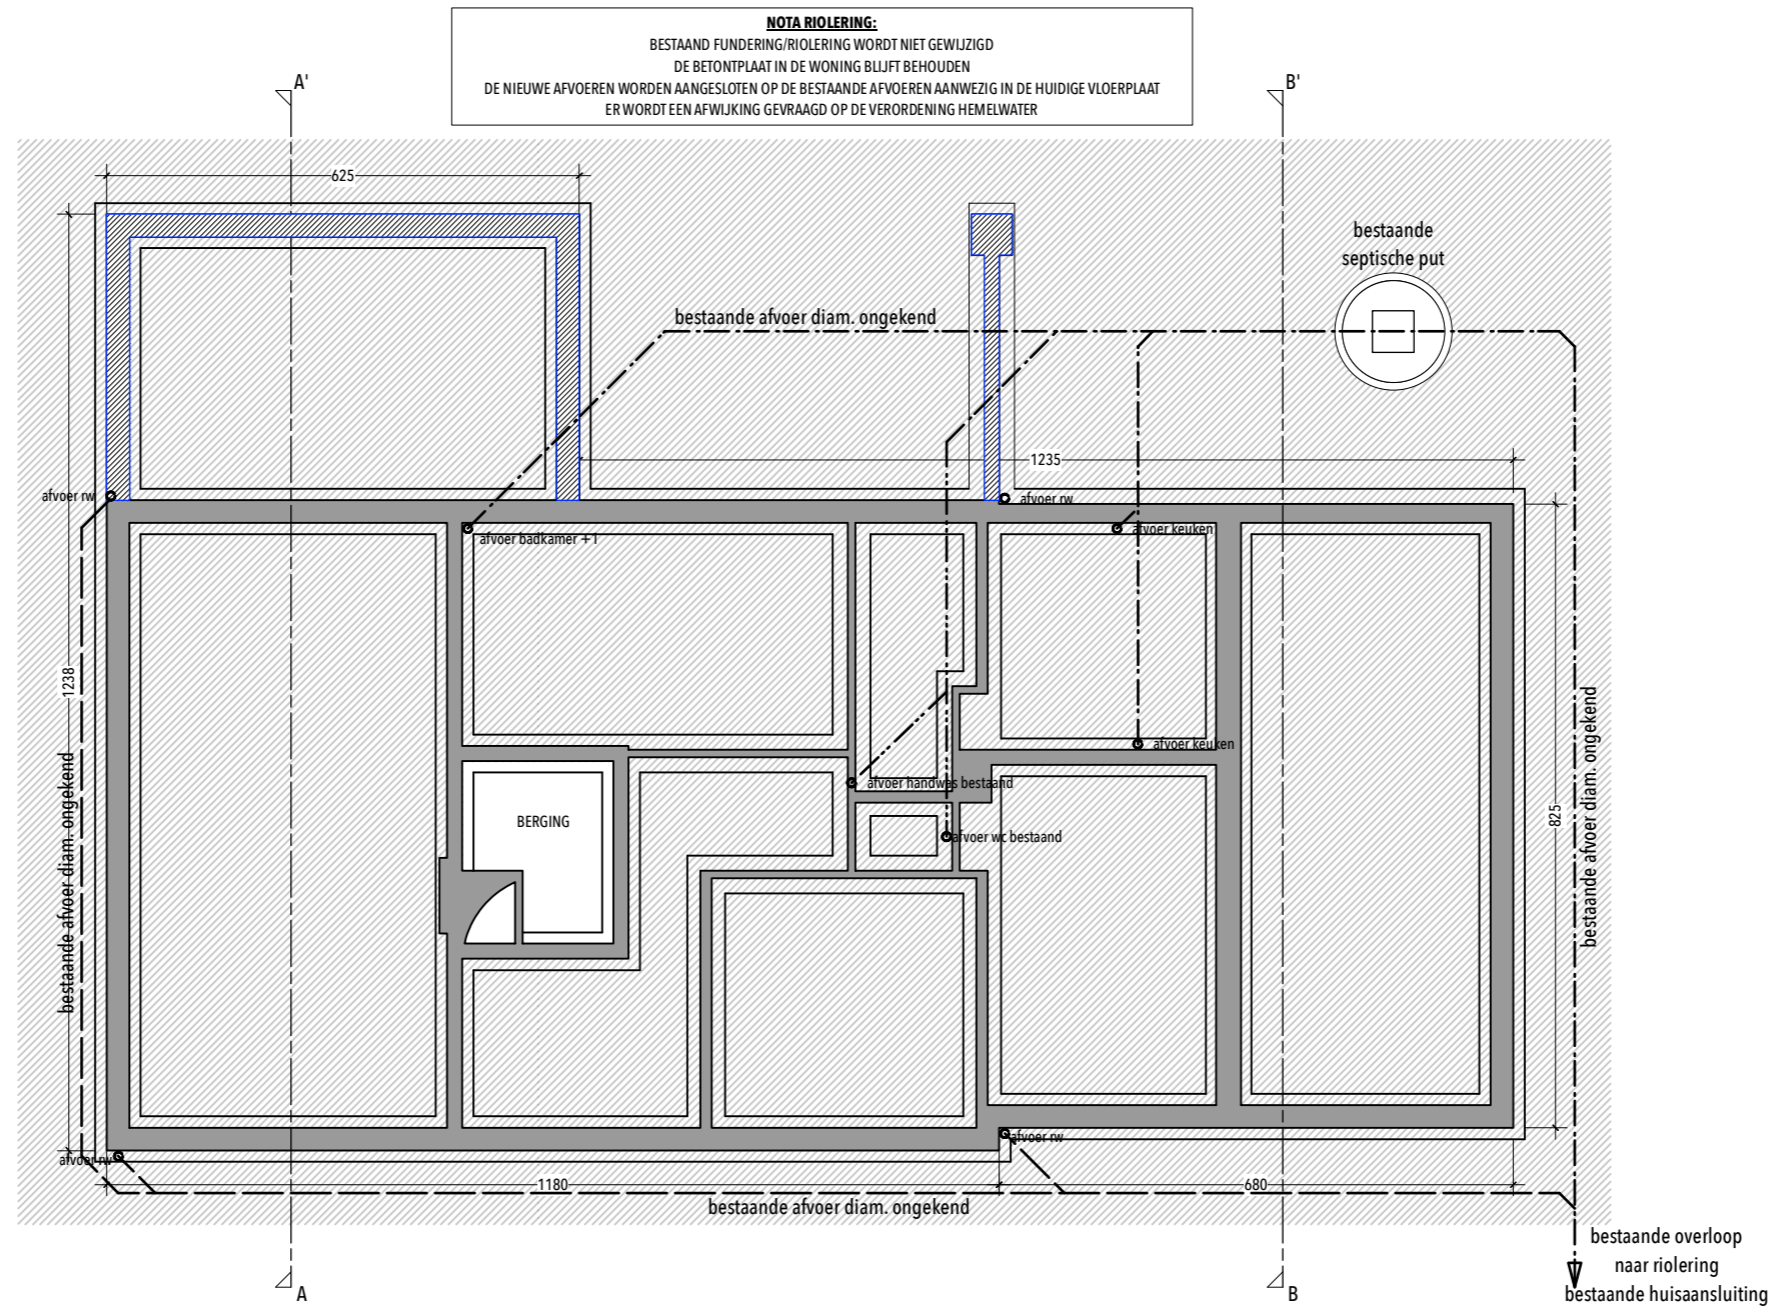 NOTA RIOLERING:
BESTAAND FUNDERING/RIOLERING WORDT NIET GEWIJZIGD
DE BETONTPLAAT IN DE WONING BLIJFT BEHOUDEN
DE NIEUWE AFVOEREN WORDEN AANGESLOTEN OP DE BESTAANDE AFVOEREN AANWEZIG IN DE HUIDIGE VLOERPLAAT
ER WORDT EEN AFWIJKING GEVRAAGD OP DE VERORDENING HEMELWATER
A'
B'
625
bestaande
septische put
bestaande afvoer diam. ongekend
1235
afvoer rw
afvoer rw
afvoer badkamer +1
afvoer keuken
1238
afvoer keuken
afvoer handwas bestaand
BERGING
afvoer wc bestaand
825
bestaande afvoer diam. ongekend
bestaande afvoer diam. ongekend
afvoer rw
afvoer rw
1180
680
bestaande afvoer diam. ongekend
bestaande overloop
naar riolering
bestaande huisaansluiting
A
B